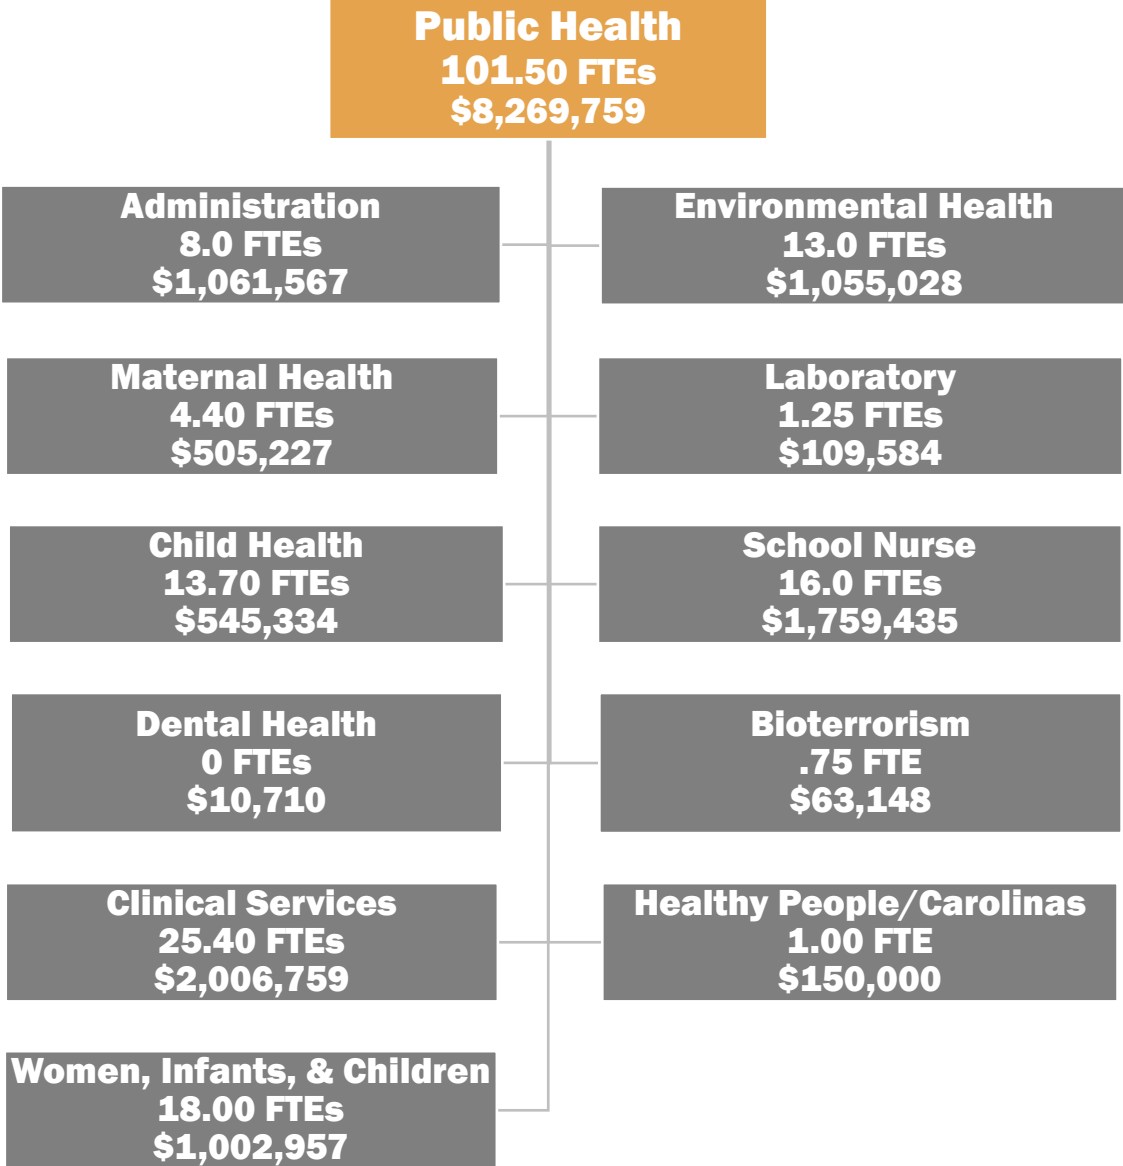 Public Health
101.50 FTEs
$8,269,759
Administration
8.0 FTEs
$1,061,567
Environmental Health
13.0 FTEs
$1,055,028
Maternal Health
4.40 FTEs
$505,227
Laboratory
1.25 FTEs
$109,584
Child Health
13.70 FTEs
$545,334
School Nurse
16.0 FTEs
$1,759,435
Dental Health
0 FTEs
$10,710
Bioterrorism
.75 FTE
$63,148
Clinical Services
25.40 FTEs
$2,006,759
Healthy People/Carolinas
1.00 FTE
$150,000
Women, Infants, & Children
18.00 FTEs
$1,002,957